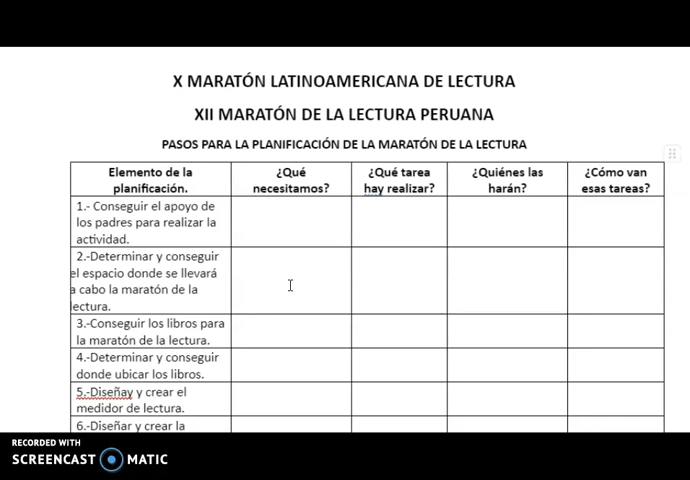 X MARATÓN LATINOAMERICANA DE LECTURA
XII MARATÓN DE LA LECTURA PERUANA
PASOS PARA LA PLANIFICACIÓN DE LA MARATÓN DE LA LECTURA
Elemento de la
planificación.
¿Qué
necesitamos?
¿Qué tarea
hay realizar?
¿Quiénes las
harán?
¿Cómo van
esas tareas?
1.- Conseguir el apoyo de
los padres para realizar la
actividad.
2.-Determinar y conseguir
el espacio donde se llevará
a cabo la maratón de la
lectura.
3.-Conseguir los libros para
la maratón de la lectura.
4.-Determinar y conseguir
donde ubicar los libros.
5.-Diseñay y crear el
medidor de lectura.
6.-Diseñar y crear la
RECORDED WITH
SCREENCAST MATIC